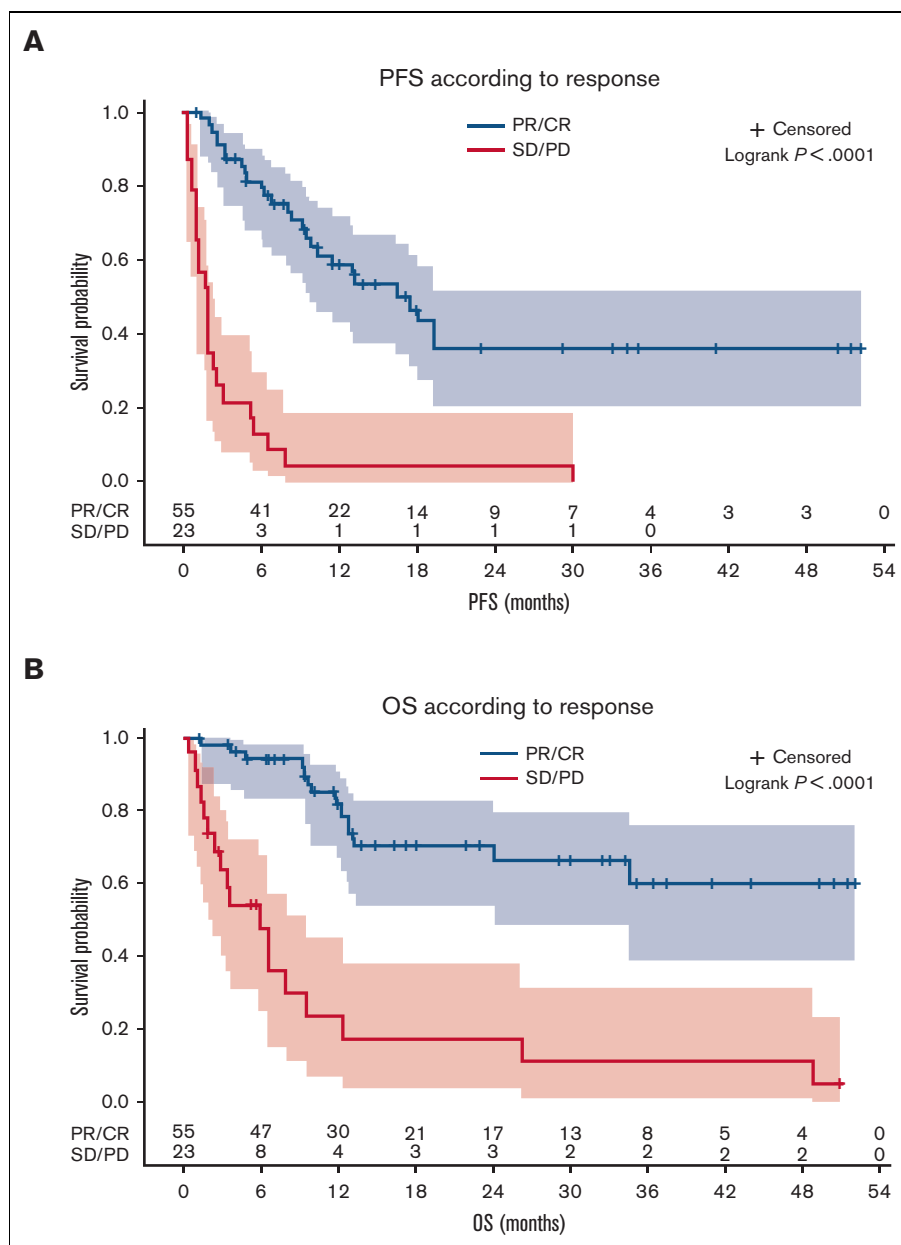 A
PFS according to response
PR/CR
SD/PD
+ Censored
Logrank P < .0001
Survival probability
1.0
0.8
0.6
0.4
0.2
0.0
PR/CR 55 41 22 14 9 7 4 3 3 0
SD/PD 23 3 1 1 1 1 0
0 6 12 18 24 30 36 42 48 54
PFS (months)
B
OS according to response
PR/CR
SD/PD
+ Censored
Logrank P < .0001
Survival probability
1.0
0.8
0.6
0.4
0.2
0.0
PR/CR 55 47 30 21 17 13 8 5 4 0
SD/PD 23 8 4 3 3 2 2 2 2 0
0 6 12 18 24 30 36 42 48 54
OS (months)